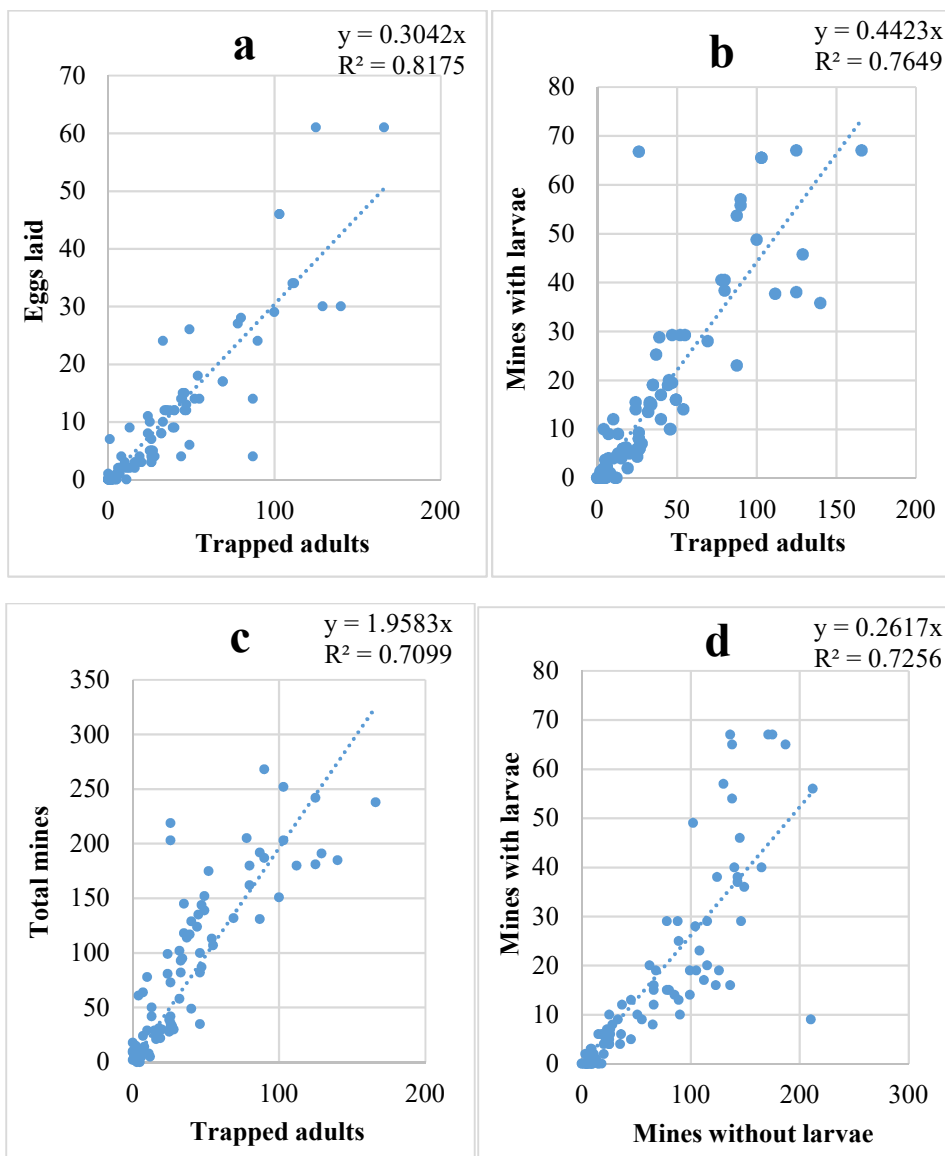 a
y = 0.3042x
R² = 0.8175
70
60
50
40
30
20
10
0
Eggs laid
0 100 200
Trapped adults
b
y = 0.4423x
R² = 0.7649
80
70
60
50
40
30
20
10
0
Mines with larvae
0 50 100 150 200
Trapped adults
c
y = 1.9583x
R² = 0.7099
350
300
250
200
150
100
50
0
Total mines
0 100 200
Trapped adults
d
y = 0.2617x
R² = 0.7256
80
70
60
50
40
30
20
10
0
Mines with larvae
0 100 200 300
Mines without larvae